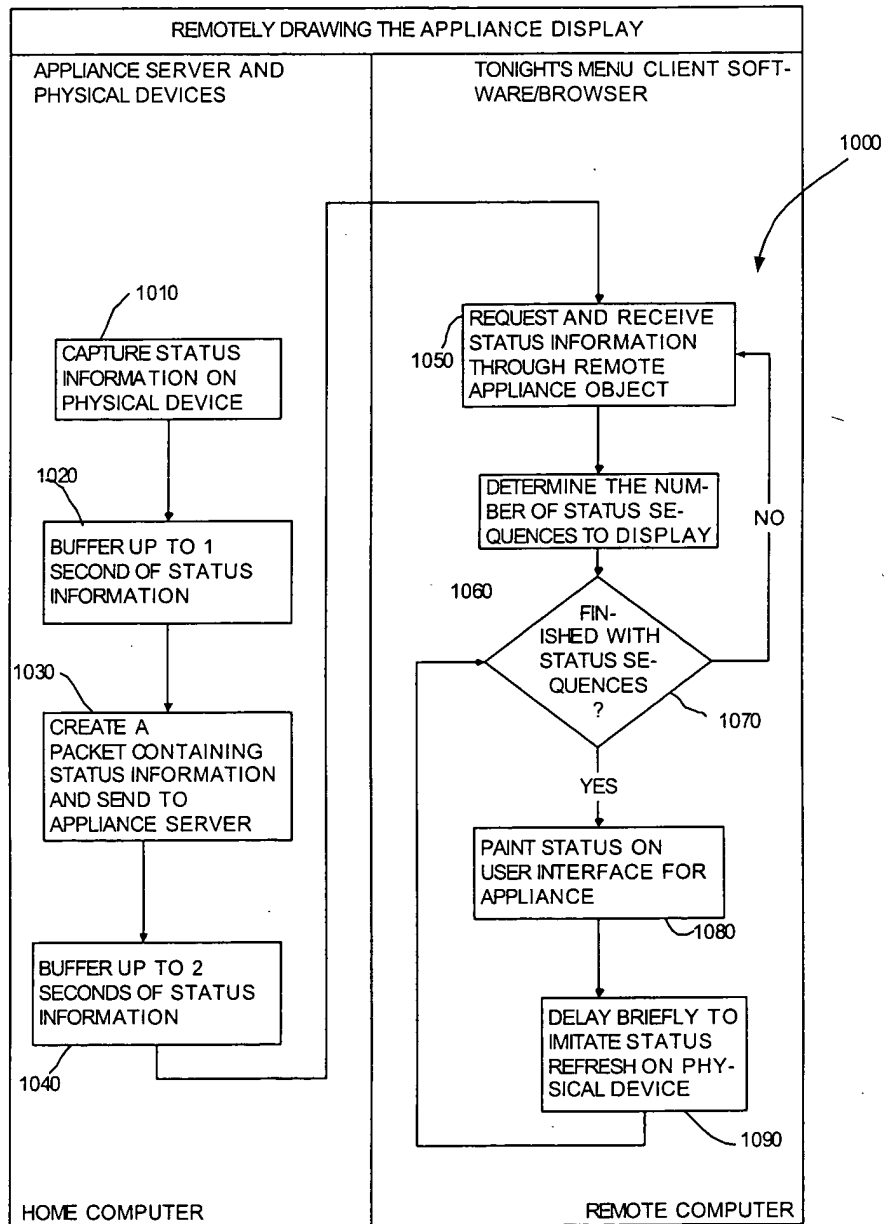 REMOTELY DRAWING THE APPLIANCE DISPLAY
APPLIANCE SERVER AND
PHYSICAL DEVICES
TONIGHT'S MENU CLIENT SOFT-
WARE/BROWSER
1000
1010
CAPTURE STATUS
INFORMATION ON
PHYSICAL DEVICE
1020
BUFFER UP TO 1
SECOND OF STATUS
INFORMATION
1030
CREATE A
PACKET CONTAINING
STATUS INFORMATION
AND SEND TO
APPLIANCE SERVER
BUFFER UP TO 2
SECONDS OF STATUS
INFORMATION
1040
HOME COMPUTER
1050
REQUEST AND RECEIVE
STATUS INFORMATION
THROUGH REMOTE
APPLIANCE OBJECT
DETERMINE THE NUM-
BER OF STATUS SE-
QUENCES TO DISPLAY
NO
1060
FIN-
ISHED WITH
STATUS SE-
QUENCES
?
1070
YES
PAINT STATUS ON
USER INTERFACE FOR
APPLIANCE
1080
DELAY BRIEFLY TO
IMITATE STATUS
REFRESH ON PHY-
SICAL DEVICE
1090
REMOTE COMPUTER